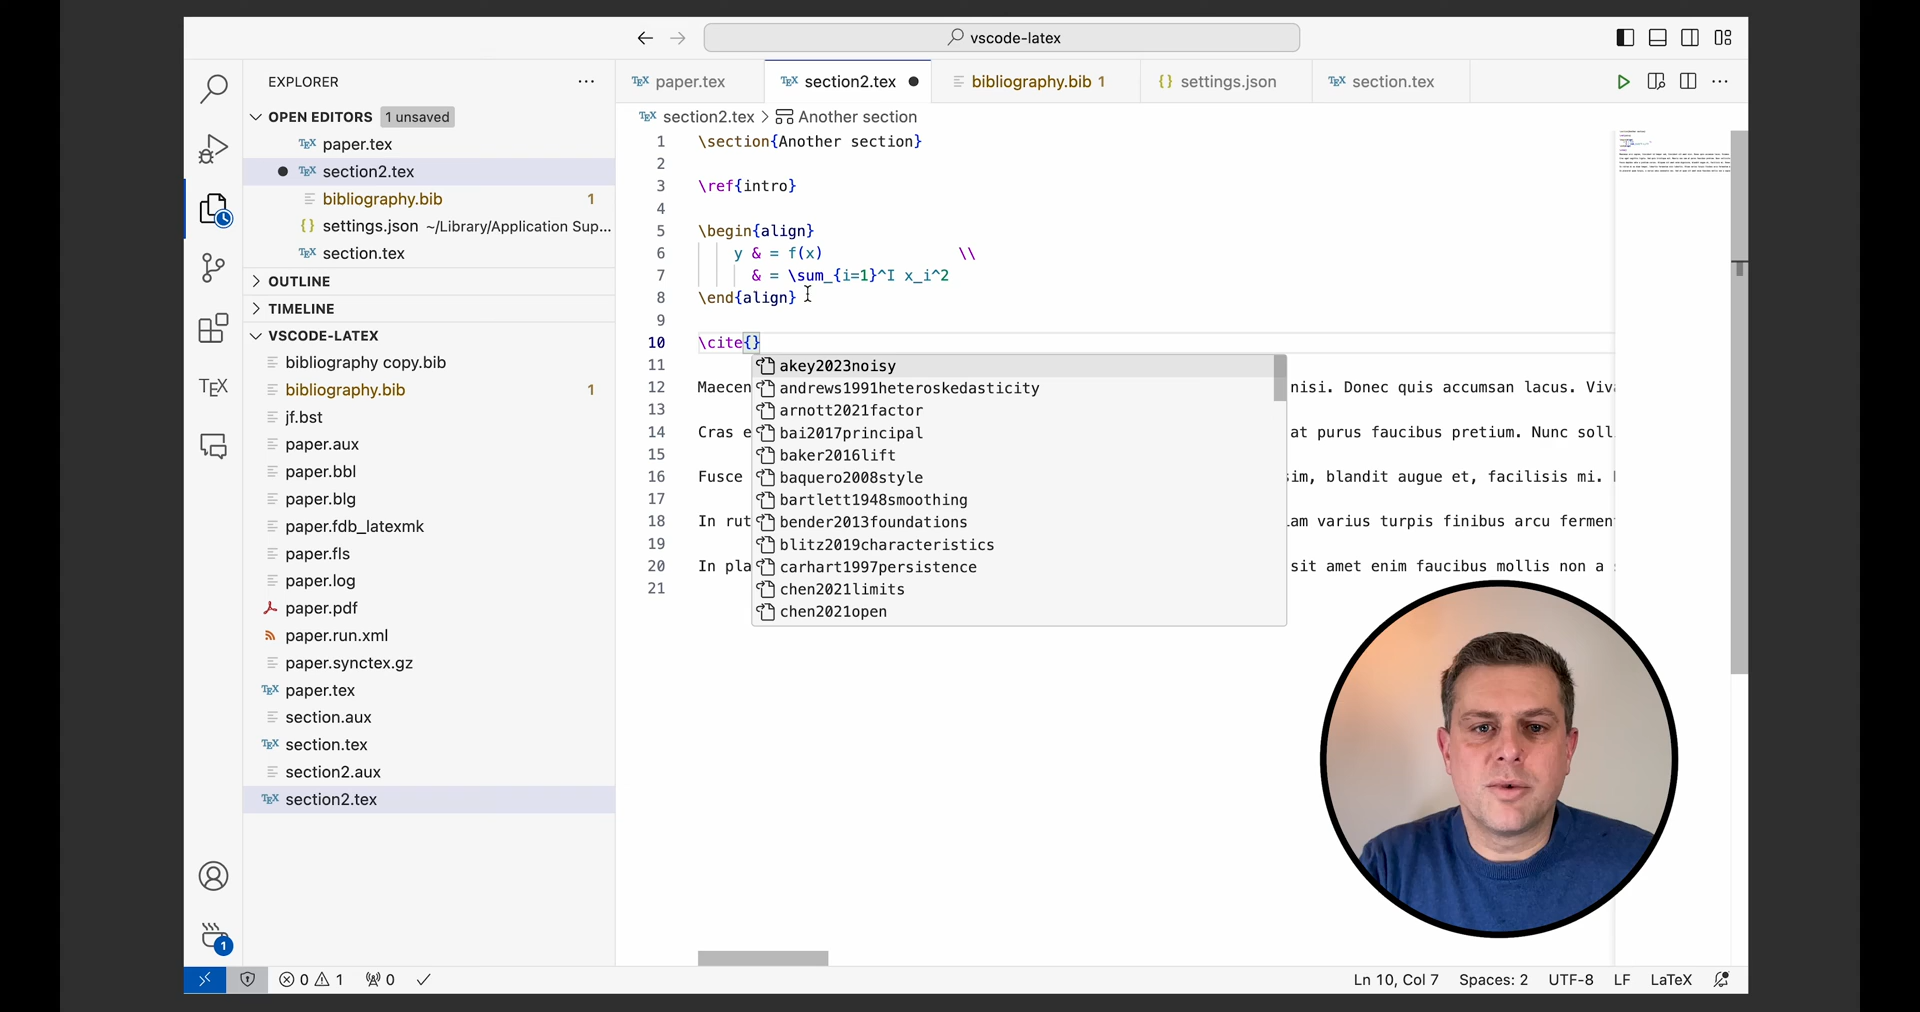 vscode-latex
EXPLORER
OPEN EDITORS 1 unsaved
paper.tex
section2.tex
bibliography.bib 1
settings.json ~/Library/Application Sup...
section.tex
OUTLINE
TIMELINE
VSCODE-LATEX
bibliography copy.bib
bibliography.bib 1
jf.bst
paper.aux
paper.bbl
paper.blg
paper.fdb_latexmk
paper.fls
paper.log
paper.pdf
paper.run.xml
paper.synctex.gz
paper.tex
section.aux
section.tex
section2.aux
section2.tex
TEX
1
paper.tex section2.tex bibliography.bib 1 settings.json section.tex
section2.tex > Another section
1 \section{Another section}
2
3 \ref{intro}
4
5 \begin{align}
6 y & = f(x) \\
7 & = \sum_{i=1}^I x_i^2
8 \end{align}
9
10 \cite{}
11
12 Maecen nisi. Donec quis accumsan lacus. Viv
13
14 Cras e at purus faucibus pretium. Nunc soll
15
16 Fusce sim, blandit augue et, facilisis mi.
17
18 In rut am varius turpis finibus arcu fermen
19
20 In pla sit amet enim faucibus mollis non a
21
akey2023noisy
andrews1991heteroskedasticity
arnott2021factor
bai2017principal
baker2016lift
baquero2008style
bartlett1948smoothing
bender2013foundations
blitz2019characteristics
carhart1997persistence
chen2021limits
chen2021open
0 1 0 Ln 10, Col 7 Spaces: 2 UTF-8 LF LaTeX